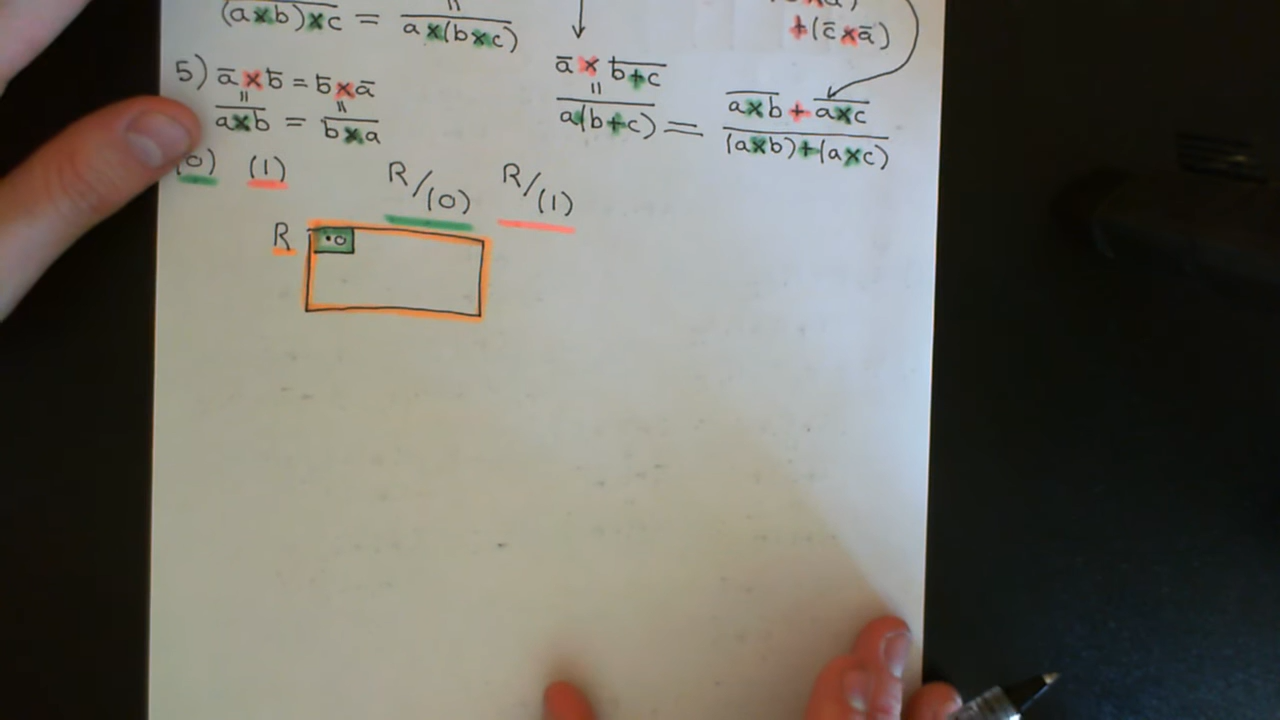 (a×b)×c = a×(b×c)
+(c̄×ā)
5) ā×b̄ = b̄×ā
ā × b+c
=
a×b = b×a
a(b+c) = a×b + a×c
(a×b)+(a×c)
(0) (1) R/(0) R/(1)
R
•0